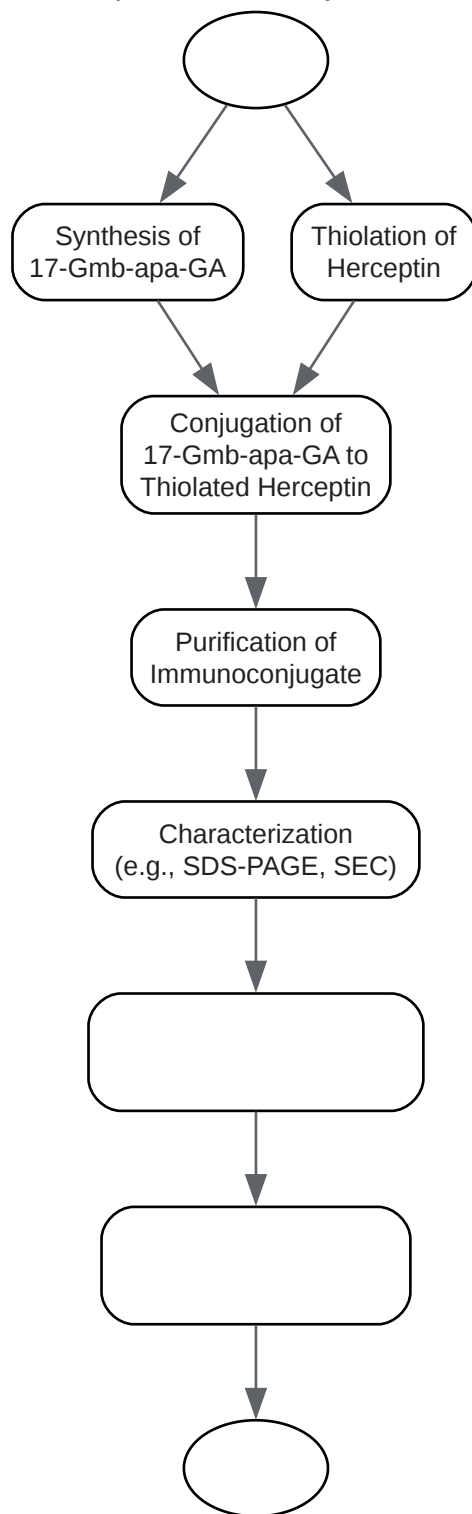 Synthesis of
17-Gmb-apa-GA
Thiolation of
Herceptin
Conjugation of
17-Gmb-apa-GA to
Thiolated Herceptin
Purification of
Immunoconjugate
Characterization
(e.g., SDS-PAGE, SEC)